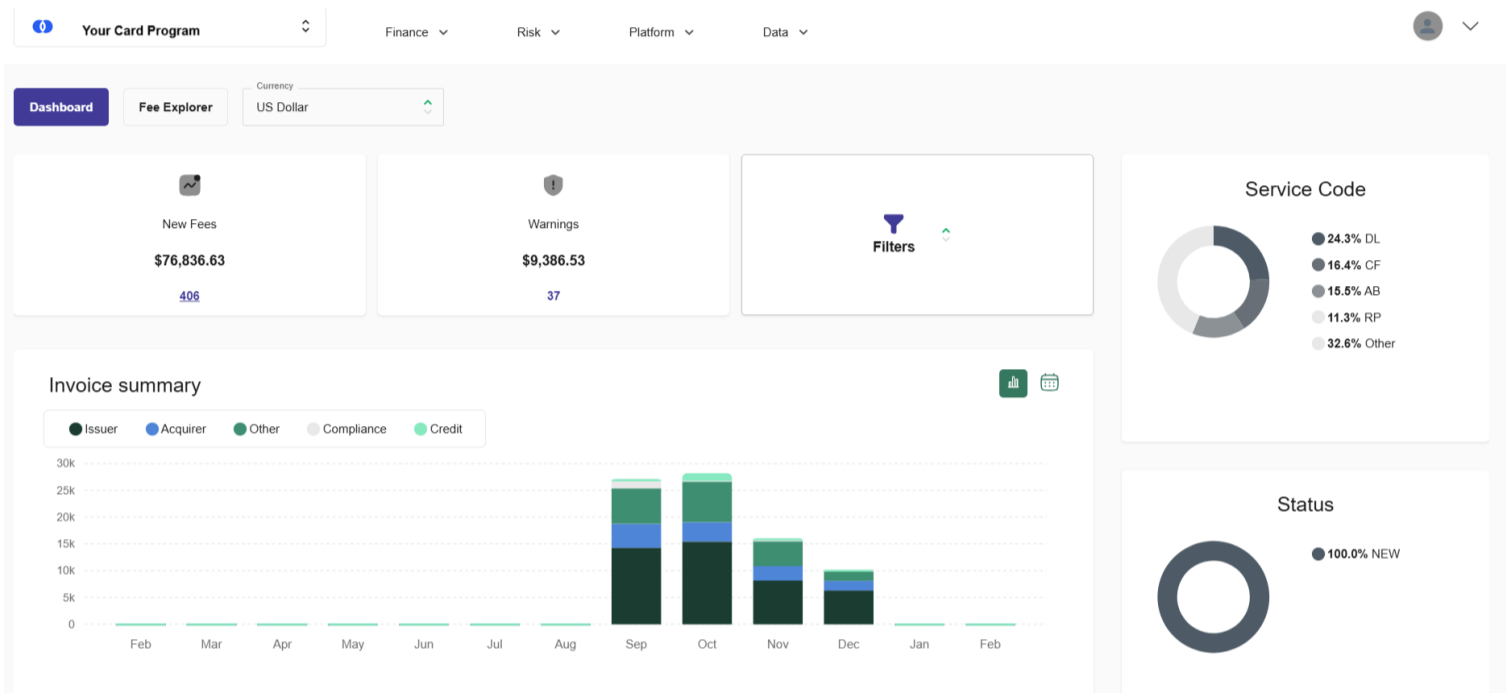 Your Card Program
Finance
Risk
Platform
Data
Dashboard
Fee Explorer
Currency
US Dollar
New Fees
$76,836.63
406
Warnings
$9,386.53
37
Filters
Service Code
24.3% DL
16.4% CF
15.5% AB
11.3% RP
32.6% Other
Invoice summary
Issuer Acquirer Other Compliance Credit
30k
25k
20k
15k
10k
5k
0
Feb Mar Apr May Jun Jul Aug Sep Oct Nov Dec Jan Feb
Status
100.0% NEW